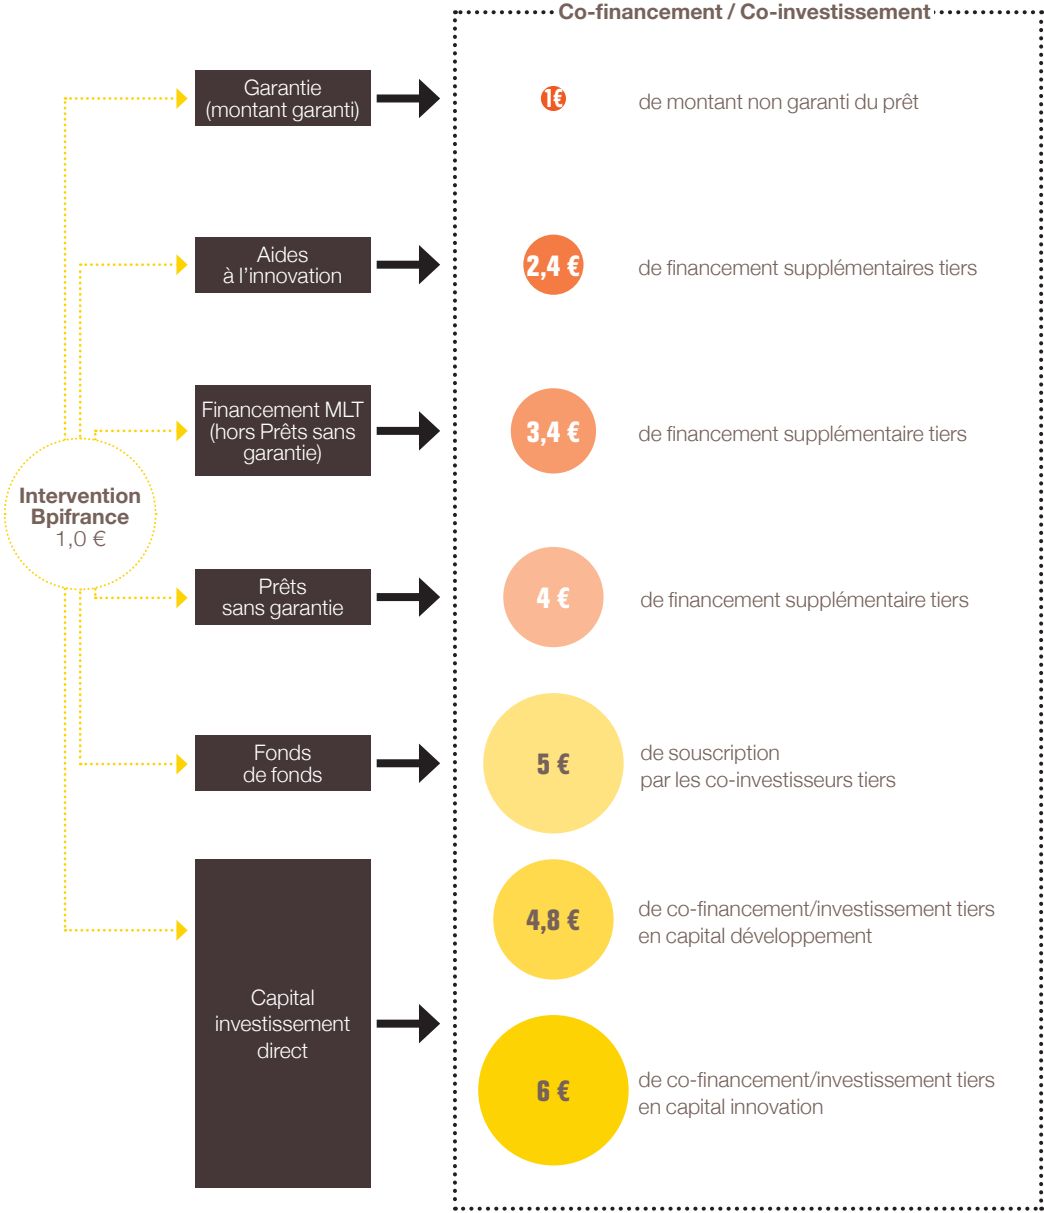 Co-financement / Co-investissement
Garantie
(montant garanti)
1€
de montant non garanti du prêt
Aides
à l'innovation
2,4 €
de financement supplémentaires tiers
Financement MLT
(hors Prêts sans
garantie)
3,4 €
de financement supplémentaire tiers
Intervention
Bpifrance
1,0 €
Prêts
sans garantie
4 €
de financement supplémentaire tiers
Fonds
de fonds
5 €
de souscription
par les co-investisseurs tiers
Capital
investissement
direct
4,8 €
de co-financement/investissement tiers
en capital développement
6 €
de co-financement/investissement tiers
en capital innovation